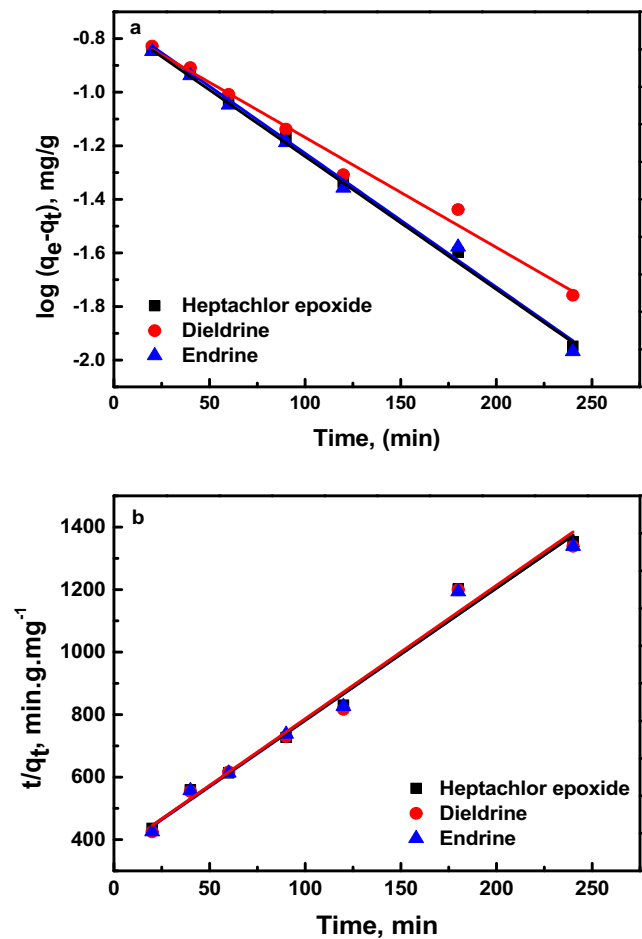 a
-0.8
-1.0
-1.2
-1.4
-1.6
-1.8
-2.0
log (qe-qt), mg/g
Heptachlor epoxide
Dieldrine
Endrine
0 50 100 150 200 250
Time, (min)
b
1400
1200
1000
800
600
400
t/qt, min.g.mg-1
Heptachlor epoxide
Dieldrine
Endrine
0 50 100 150 200 250
Time, min